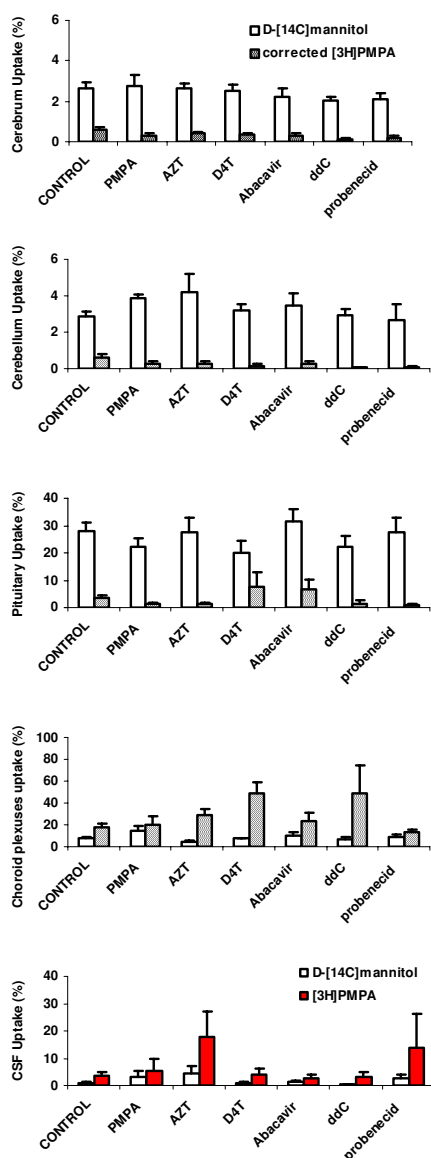 D-[14C]mannitol
corrected [3H]PMPA
Cerebrum Uptake (%)
6
4
2
0
CONTROL
PMPA
AZT
D4T
Abacavir
ddC
probenecid
Cerebellum Uptake (%)
6
4
2
0
CONTROL
PMPA
AZT
D4T
Abacavir
ddC
probenecid
Pituitary Uptake (%)
40
30
20
10
0
CONTROL
PMPA
AZT
D4T
Abacavir
ddC
probenecid
Choroid plexuses uptake (%)
100
80
60
40
20
0
CONTROL
PMPA
AZT
D4T
Abacavir
ddC
probenecid
D-[14C]mannitol
[3H]PMPA
CSF Uptake (%)
40
30
20
10
0
CONTROL
PMPA
AZT
D4T
Abacavir
ddC
probenecid